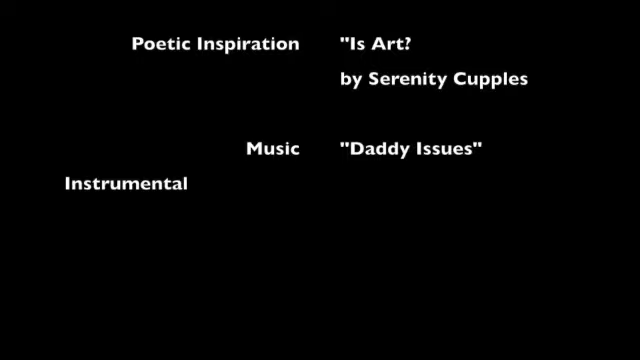 Poetic Inspiration "Is Art?
by Serenity Cupples
Music "Daddy Issues"
Instrumental